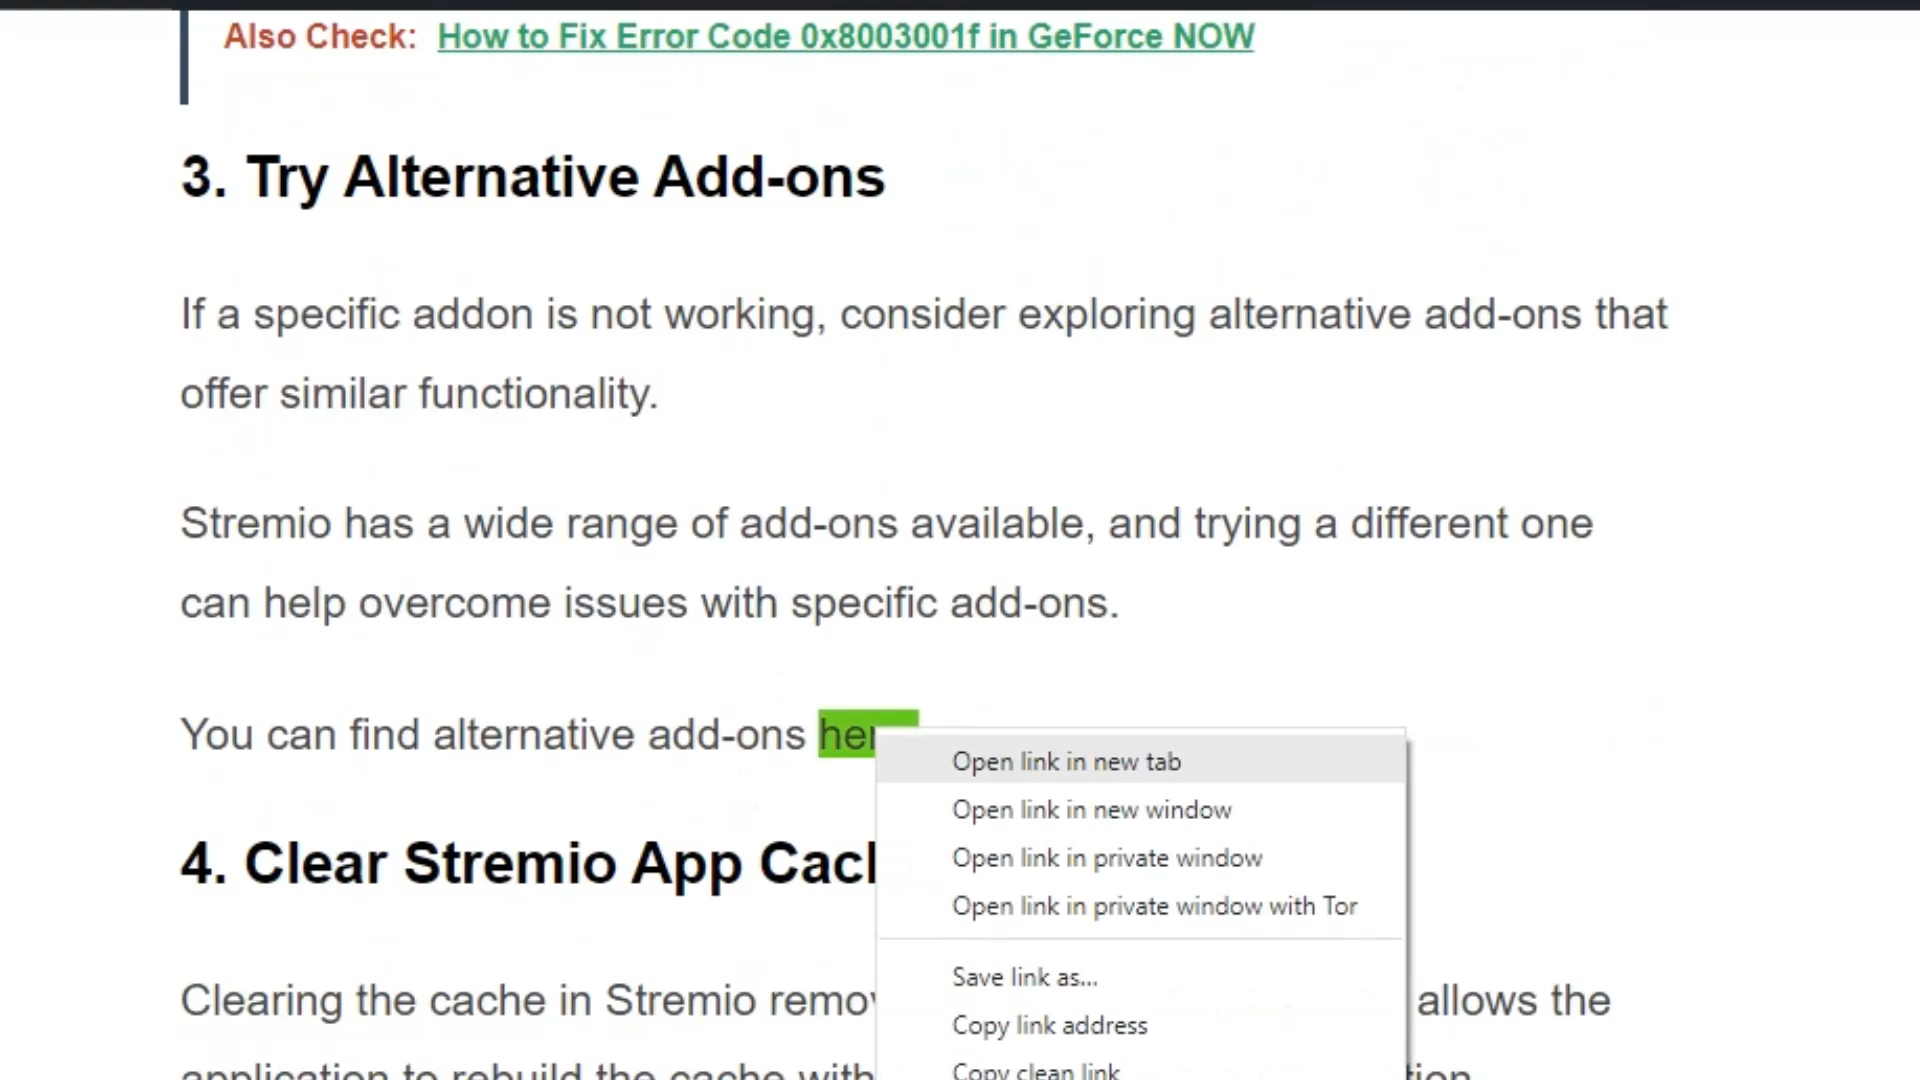 Also Check: How to Fix Error Code 0x8003001f in GeForce NOW
3. Try Alternative Add-ons
If a specific addon is not working, consider exploring alternative add-ons that
offer similar functionality.
Stremio has a wide range of add-ons available, and trying a different one
can help overcome issues with specific add-ons.
You can find alternative add-ons
Open link in new tab
Open link in new window
Open link in private window
Open link in private window with Tor
Save link as...
Copy link address
Copy clean link
4. Clear Stremio App
Clearing the cache in Stremio allows the
application to rebuild the cache